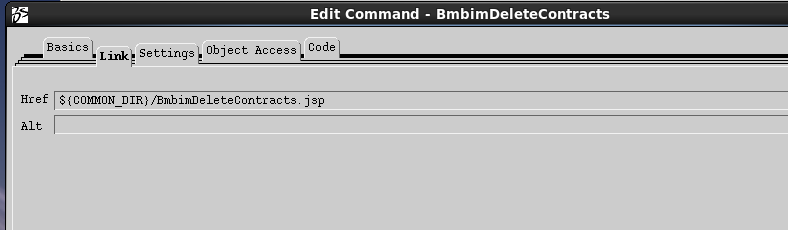 Edit Command - BmbimDeleteContracts
Basics Link Settings Object Access Code
Href ${COMMON_DIR}/BmbimDeleteContracts.jsp
Alt